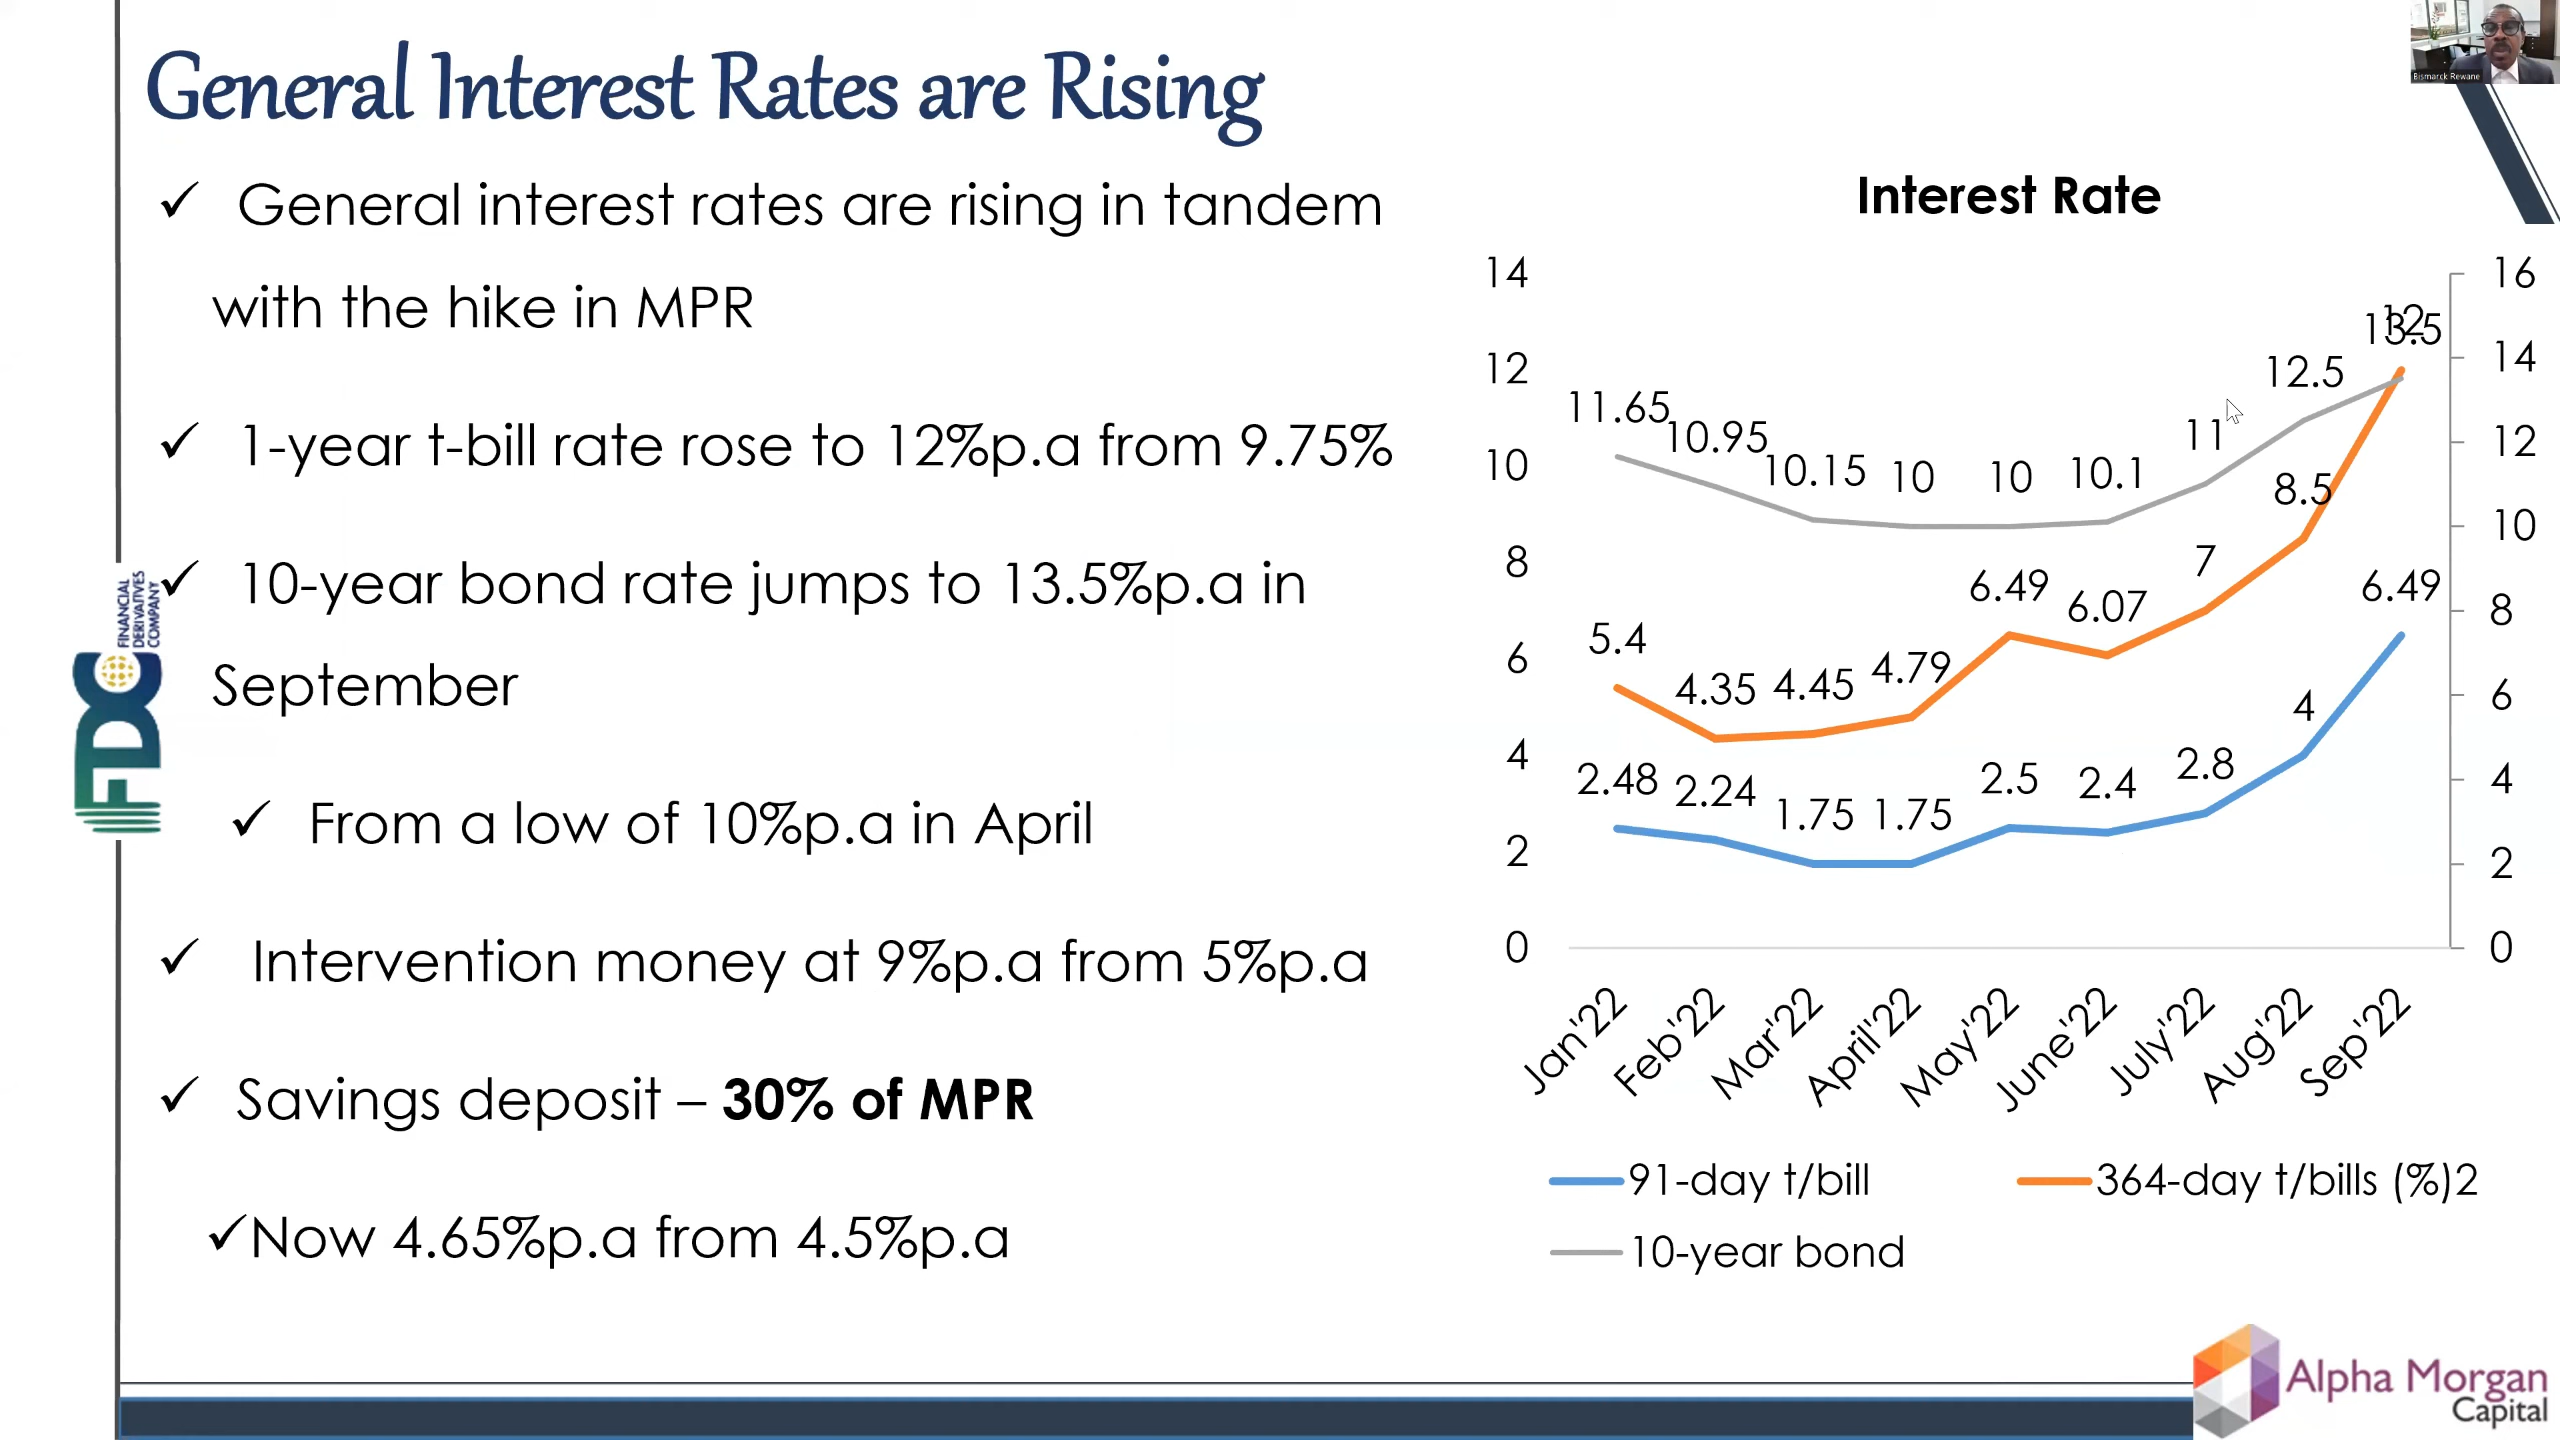 General Interest Rates are Rising
✓ General interest rates are rising in tandem
with the hike in MPR
✓ 1-year t-bill rate rose to 12%p.a from 9.75%
✓ 10-year bond rate jumps to 13.5%p.a in
September
✓ From a low of 10%p.a in April
✓ Intervention money at 9%p.a from 5%p.a
✓ Savings deposit – 30% of MPR
✓Now 4.65%p.a from 4.5%p.a
FDC
FINANCIAL
DERIVATIVES
COMPANY
Bismarck Rewane
Interest Rate
14
12
10
8
6
4
2
0
16
14
12
10
8
6
4
2
0
11.65
10.95
10.15
10
10
10.1
11
12.5
13.5
5.4
4.35
4.45
4.79
6.49
6.07
7
8.5
12
2.48
2.24
1.75
1.75
2.5
2.4
2.8
4
6.49
Jan'22
Feb'22
Mar'22
April'22
May'22
June'22
July'22
Aug'22
Sep'22
91-day t/bill
364-day t/bills (%)2
10-year bond
Alpha Morgan
Capital